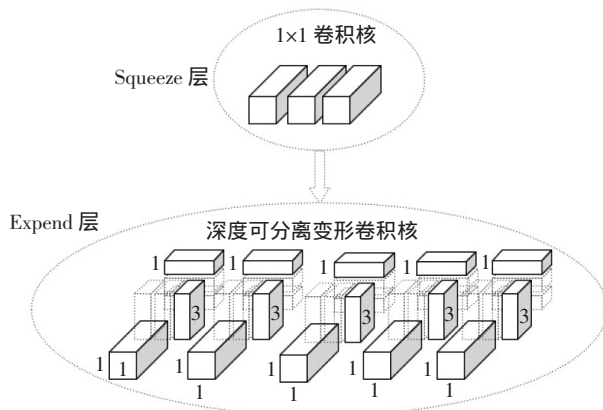 1×1 卷积核
Squeeze 层
Expend 层
深度可分离变形卷积核
1 1 1 1 1
3 3 3 3 3
1 1 1 1 1 1
1 1 1 1